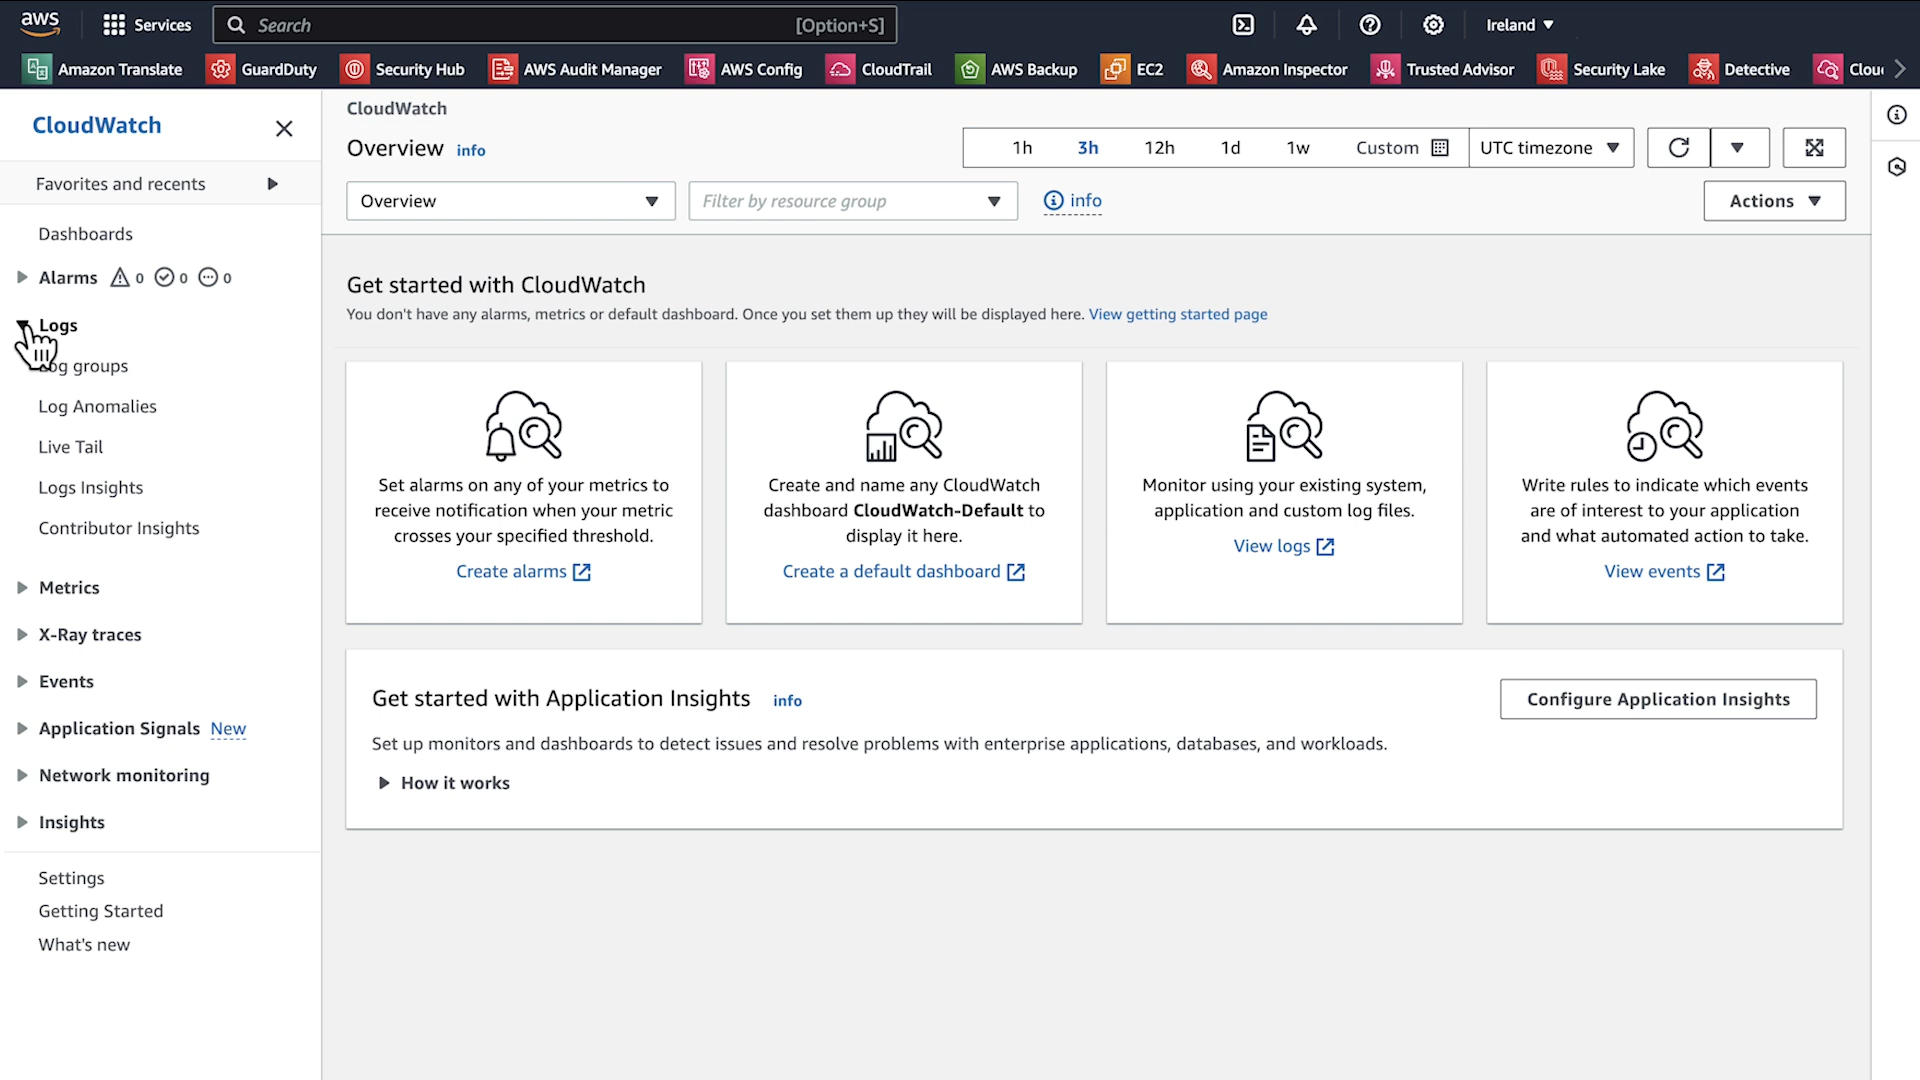 aws
Services
Search
[Option+S]
Ireland
Amazon Translate
GuardDuty
Security Hub
AWS Audit Manager
AWS Config
CloudTrail
AWS Backup
EC2
Amazon Inspector
Trusted Advisor
Security Lake
Detective
CloudWatch
Favorites and recents
Dashboards
Alarms 0 0 0
Logs
Log Anomalies
Live Tail
Logs Insights
Contributor Insights
Metrics
X-Ray traces
Events
Application Signals New
Network monitoring
Insights
Settings
Getting Started
What's new
CloudWatch
Overview info
1h 3h 12h 1d 1w Custom UTC timezone
Overview
Filter by resource group
info
Actions
Get started with CloudWatch
You don't have any alarms, metrics or default dashboard. Once you set them up they will be displayed here. View getting started page
Set alarms on any of your metrics to
receive notification when your metric
crosses your specified threshold.
Create alarms
Create and name any CloudWatch
dashboard CloudWatch-Default to
display it here.
Create a default dashboard
Monitor using your existing system,
application and custom log files.
View logs
Write rules to indicate which events
are of interest to your application
and what automated action to take.
View events
Get started with Application Insights info
Configure Application Insights
Set up monitors and dashboards to detect issues and resolve problems with enterprise applications, databases, and workloads.
How it works